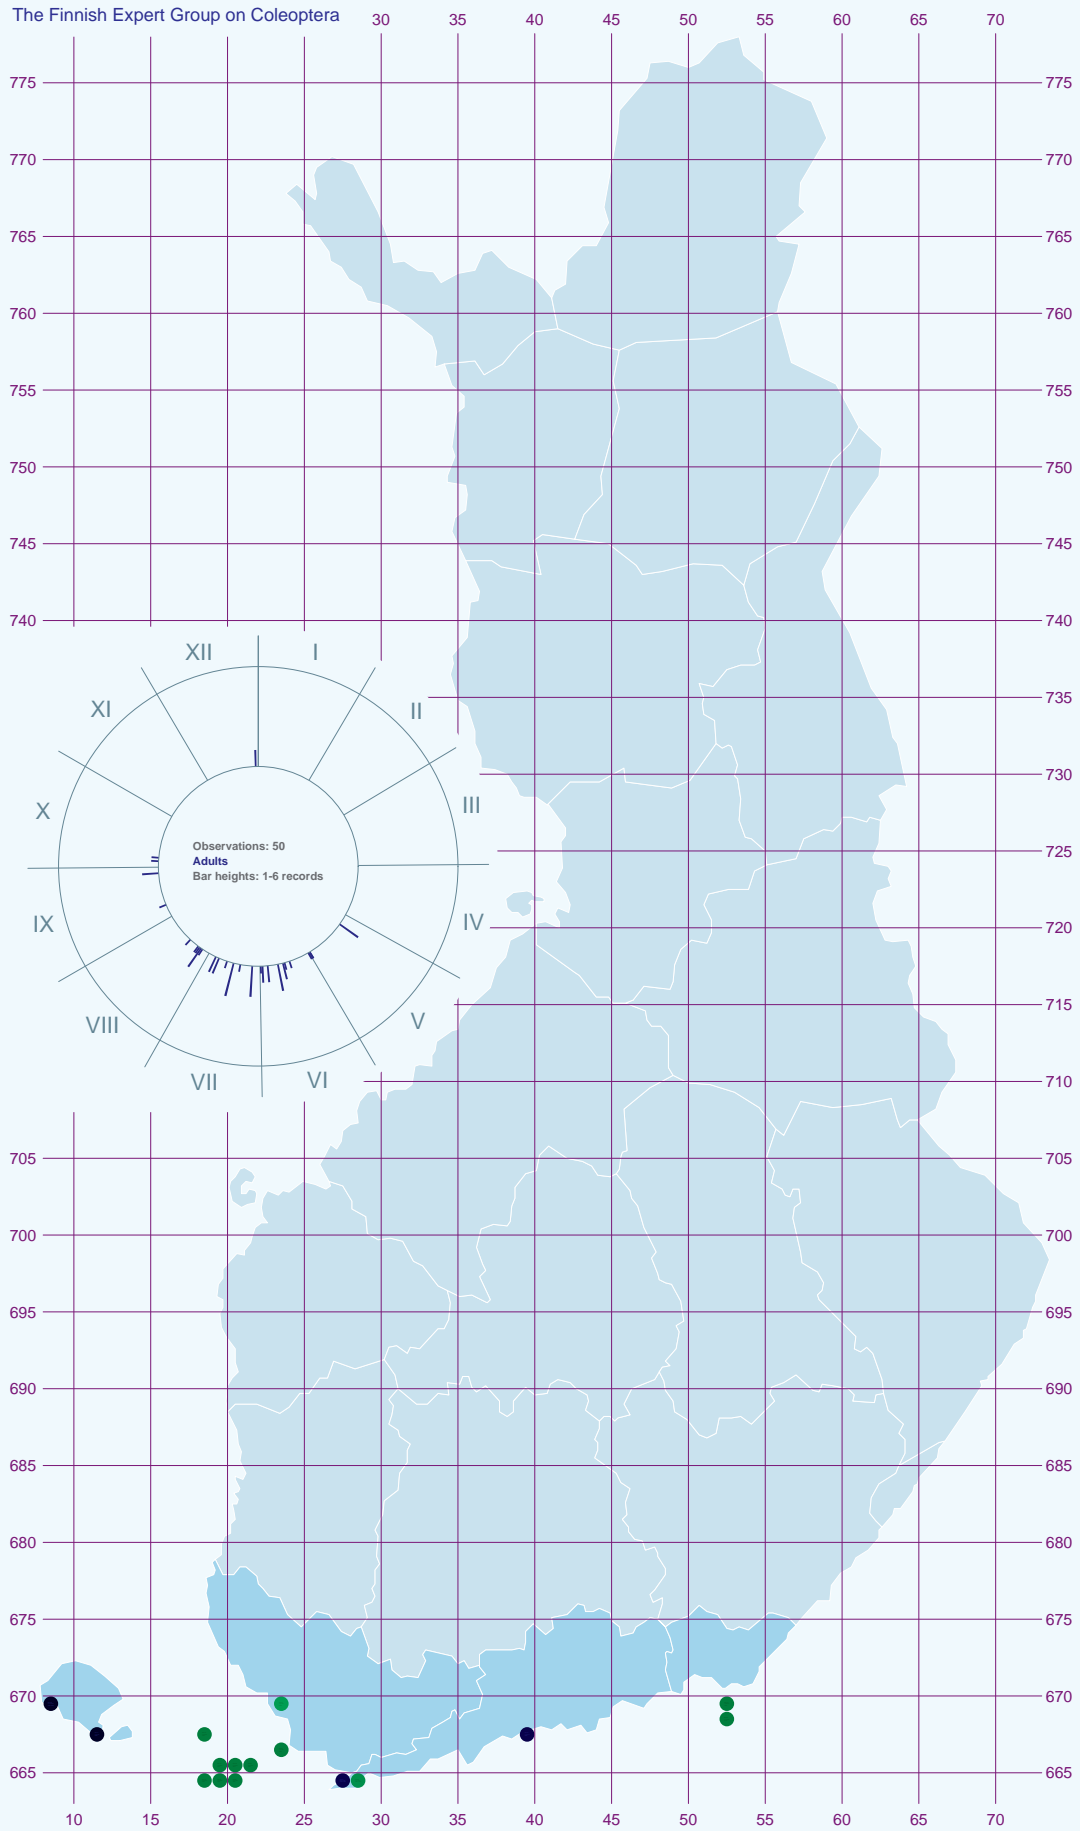 The Finnish Expert Group on Coleoptera
30 35 40 45 50 55 60 65 70
775 775
770 770
765 765
760 760
755 755
750 750
745 745
740 740
XII I
XI II
735
730
X III
725
Observations: 50
Adults
Bar heights: 1-6 records
IX IV
720
715
VIII V
VII VI
710
705 705
700 700
695 695
690 690
685 685
680 680
675 675
670 670
665 665
10 15 20 25 30 35 40 45 50 55 60 65 70